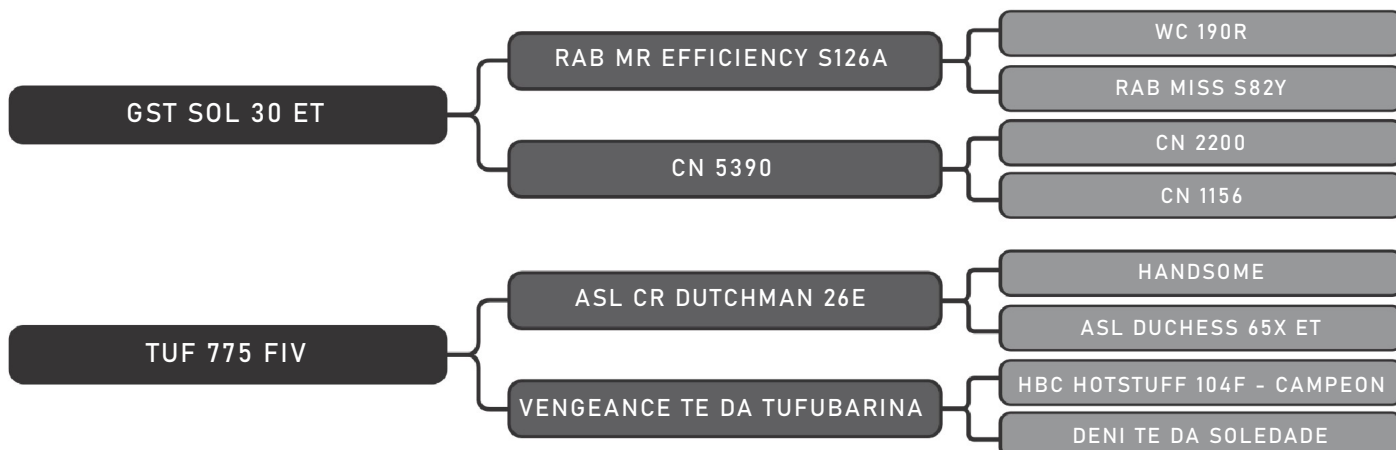 GST SOL 30 ET
RAB MR EFFICIENCY S126A
WC 190R
RAB MISS S82Y
CN 5390
CN 2200
CN 1156
TUF 775 FIV
ASL CR DUTCHMAN 26E
HANDSOME
ASL DUCHESS 65X ET
VENGEANCE TE DA TUFUBARINA
HBC HOTSTUFF 104F - CAMPEON
DENI TE DA SOLEDADE